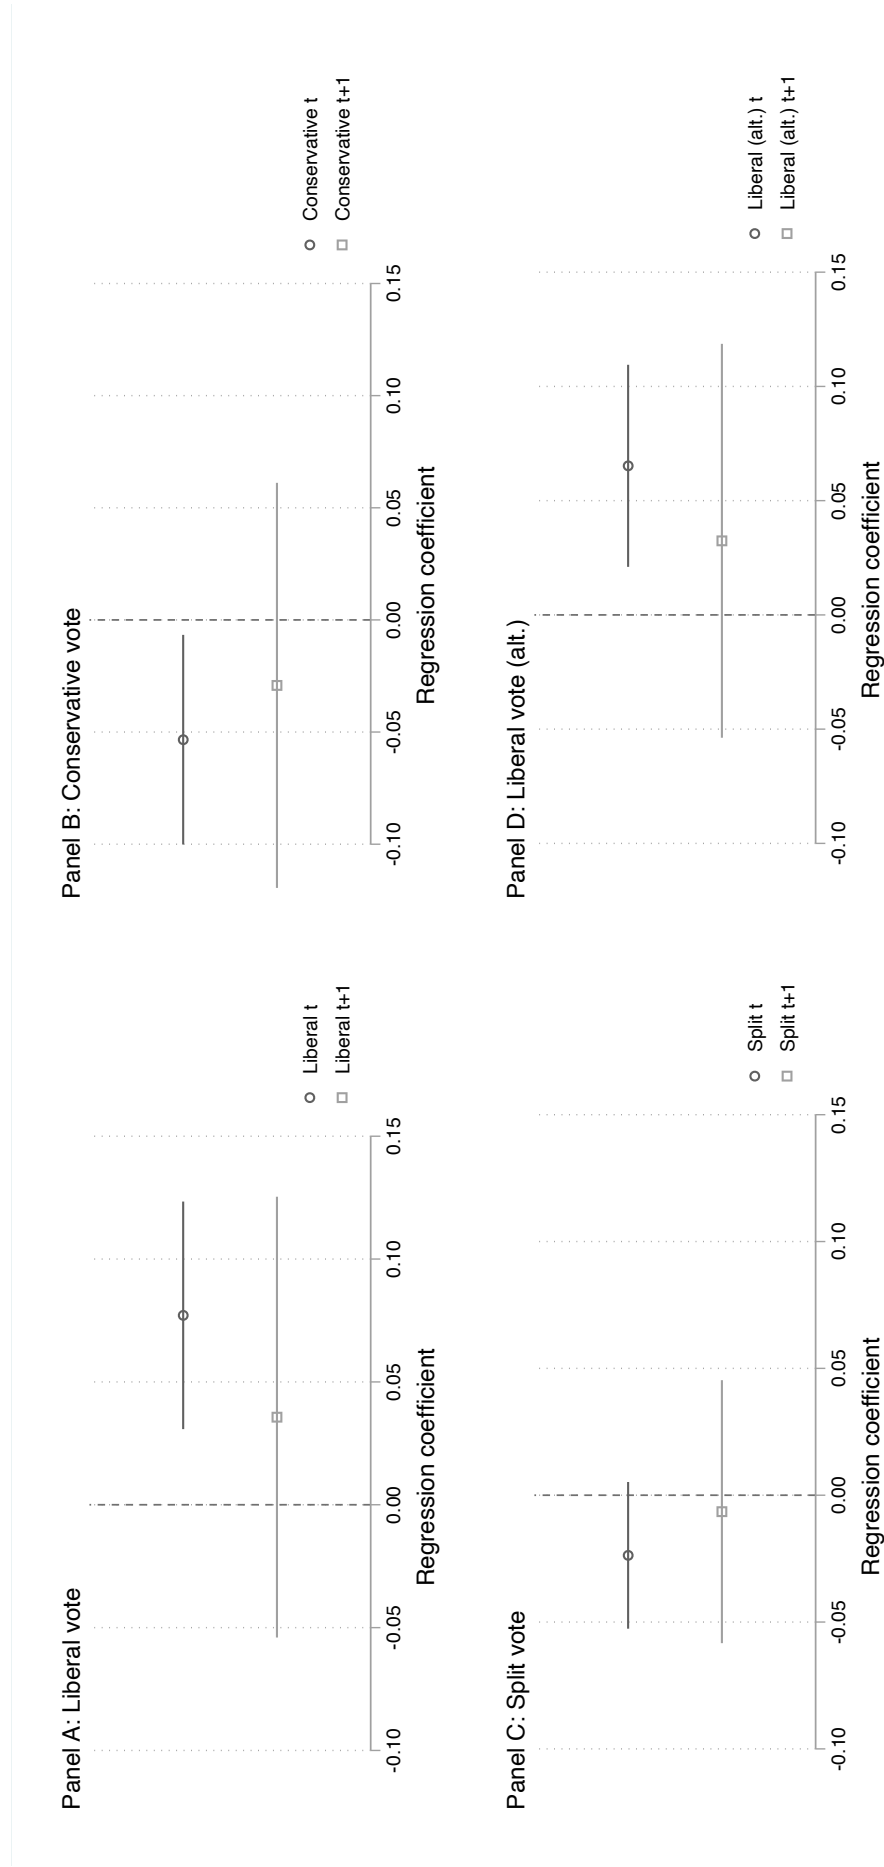 Panel A: Liberal vote
-0.10 -0.05 0.00 0.05 0.10 0.15
Regression coefficient
Liberal t
Liberal t+1
Panel B: Conservative vote
-0.10 -0.05 0.00 0.05 0.10 0.15
Regression coefficient
Conservative t
Conservative t+1
Panel C: Split vote
-0.10 -0.05 0.00 0.05 0.10 0.15
Regression coefficient
Split t
Split t+1
Panel D: Liberal vote (alt.)
-0.10 -0.05 0.00 0.05 0.10 0.15
Regression coefficient
Liberal (alt.) t
Liberal (alt.) t+1